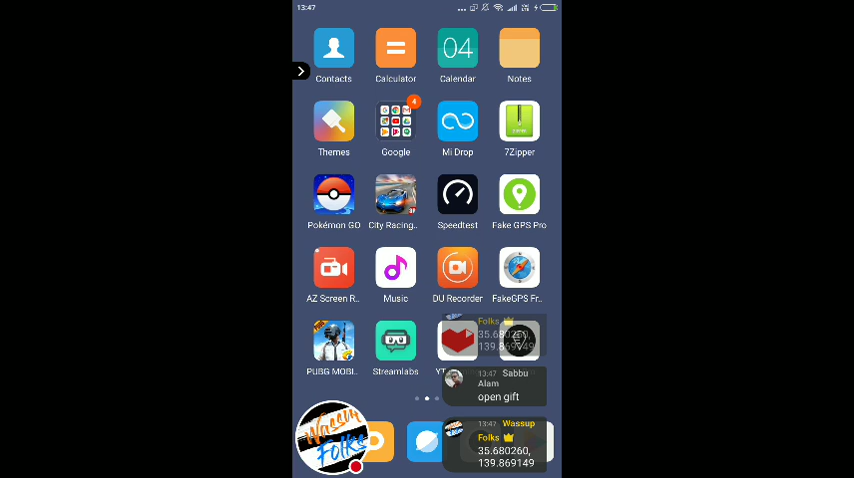 13:47
Contacts
Calculator
04
Calendar
Notes
Themes
4
Google
Mi Drop
7Zipper
Pokémon GO
City Racing..
Speedtest
Fake GPS Pro
AZ Screen R..
Music
DU Recorder
FakeGPS Fr..
Folks
35.680260,
139.869149
PUBG MOBI..
Streamlabs
13:47 Sabbu
Alam
open gift
Wassup
Folks
13:47 Wassup
Folks
35.680260,
139.869149